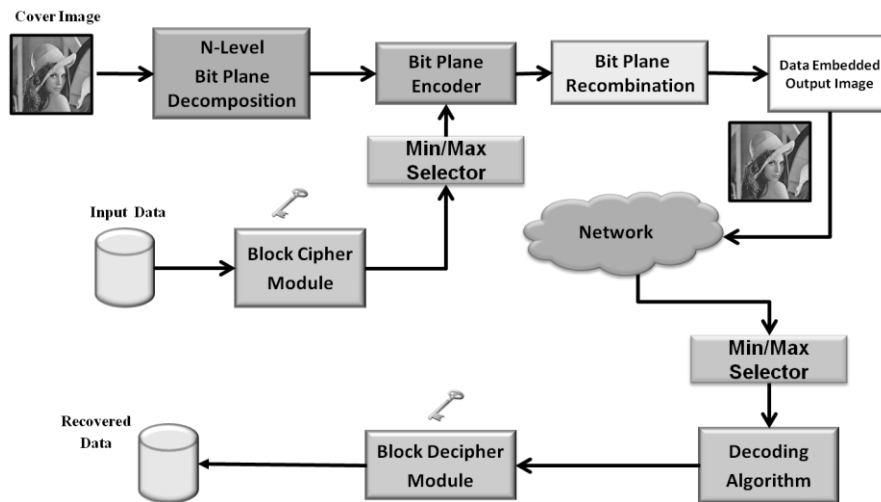 Cover Image
N-Level
Bit Plane
Decomposition
Bit Plane
Encoder
Bit Plane
Recombination
Data Embedded
Output Image
Min/Max
Selector
Input Data
Block Cipher
Module
Network
Min/Max
Selector
Recovered
Data
Block Decipher
Module
Decoding
Algorithm